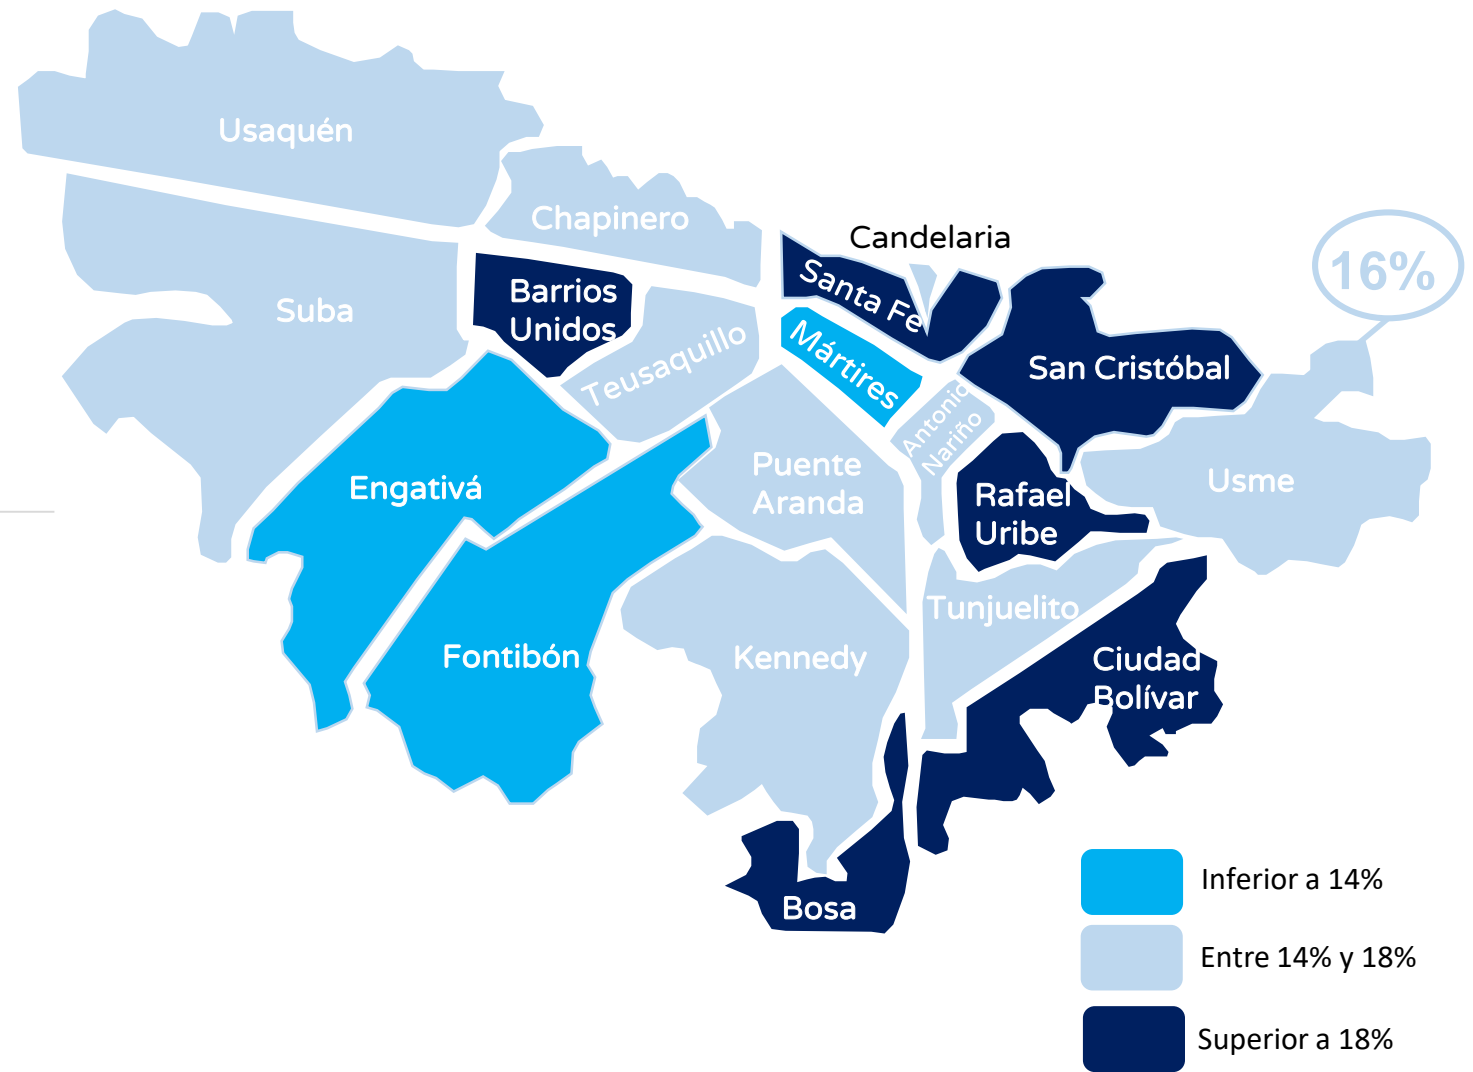 Usaquén
Chapinero
Candelaria
Santa Fe
16%
Suba
Barrios
Unidos
Teusaquillo
Mártires
San Cristóbal
Antonio
Nariño
Engativá
Puente
Aranda
Rafael
Uribe
Usme
Fontibón
Kennedy
Tunjuelito
Ciudad
Bolívar
Bosa
Inferior a 14%
Entre 14% y 18%
Superior a 18%